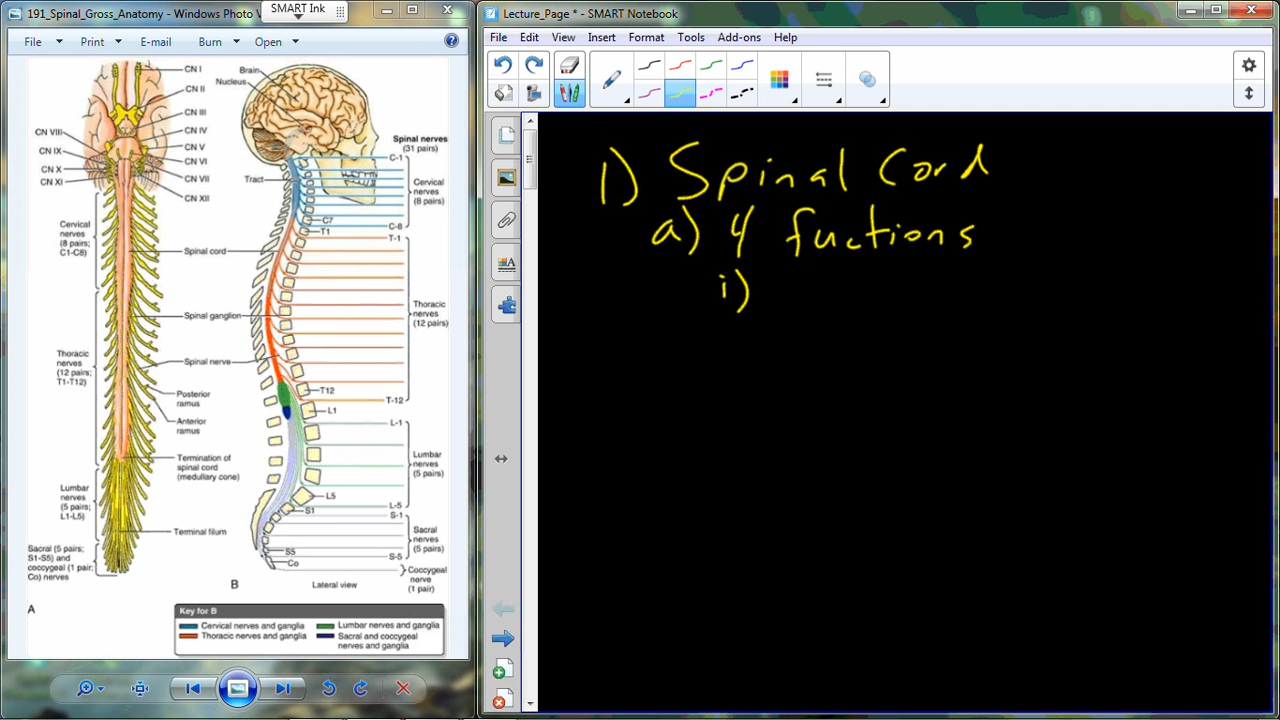 191_Spinal_Gross_Anatomy - Windows Photo V
SMART Ink
File Print E-mail Burn Open
CN I
CN II
CN III
CN IV
CN V
CN VI
CN VII
CN XII
CN VIII
CN IX
CN X
CN XI
Cervical
nerves
(8 pairs;
C1-C8)
Thoracic
nerves
(12 pairs;
T1-T12)
Lumbar
nerves
(5 pairs;
L1-L5)
Sacral (5 pairs;
S1-S5) and
coccygeal (1 pair;
Co) nerves
A
Spinal cord
Spinal ganglion
Spinal nerve
Posterior
ramus
Anterior
ramus
Termination of
spinal cord
(medullary cone)
Terminal filum
Brain
Nucleus
Tract
C7
T1
T12
L1
L5
S1
S5
Co
B
Lateral view
Spinal nerves
(31 pairs)
C-1
Cervical
nerves
(8 pairs)
C-8
T-1
Thoracic
nerves
(12 pairs)
T-12
L-1
Lumbar
nerves
(5 pairs)
L-5
S-1
Sacral
nerves
(5 pairs)
S-5
Coccygeal
nerve
(1 pair)
Key for B
Cervical nerves and ganglia
Thoracic nerves and ganglia
Lumbar nerves and ganglia
Sacral and coccygeal
nerves and ganglia
Lecture_Page * - SMART Notebook
File Edit View Insert Format Tools Add-ons Help
1) Spinal Cord
a) 4 fuctions
i)